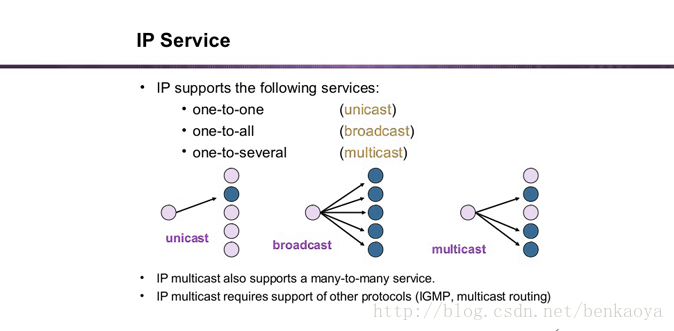 IP Service
• IP supports the following services:
• one-to-one (unicast)
• one-to-all (broadcast)
• one-to-several (multicast)
unicast
broadcast
multicast
• IP multicast also supports a many-to-many service.
• IP multicast requires support of other protocols (IGMP, multicast routing)
http://blog.csdn.net/benkaoya